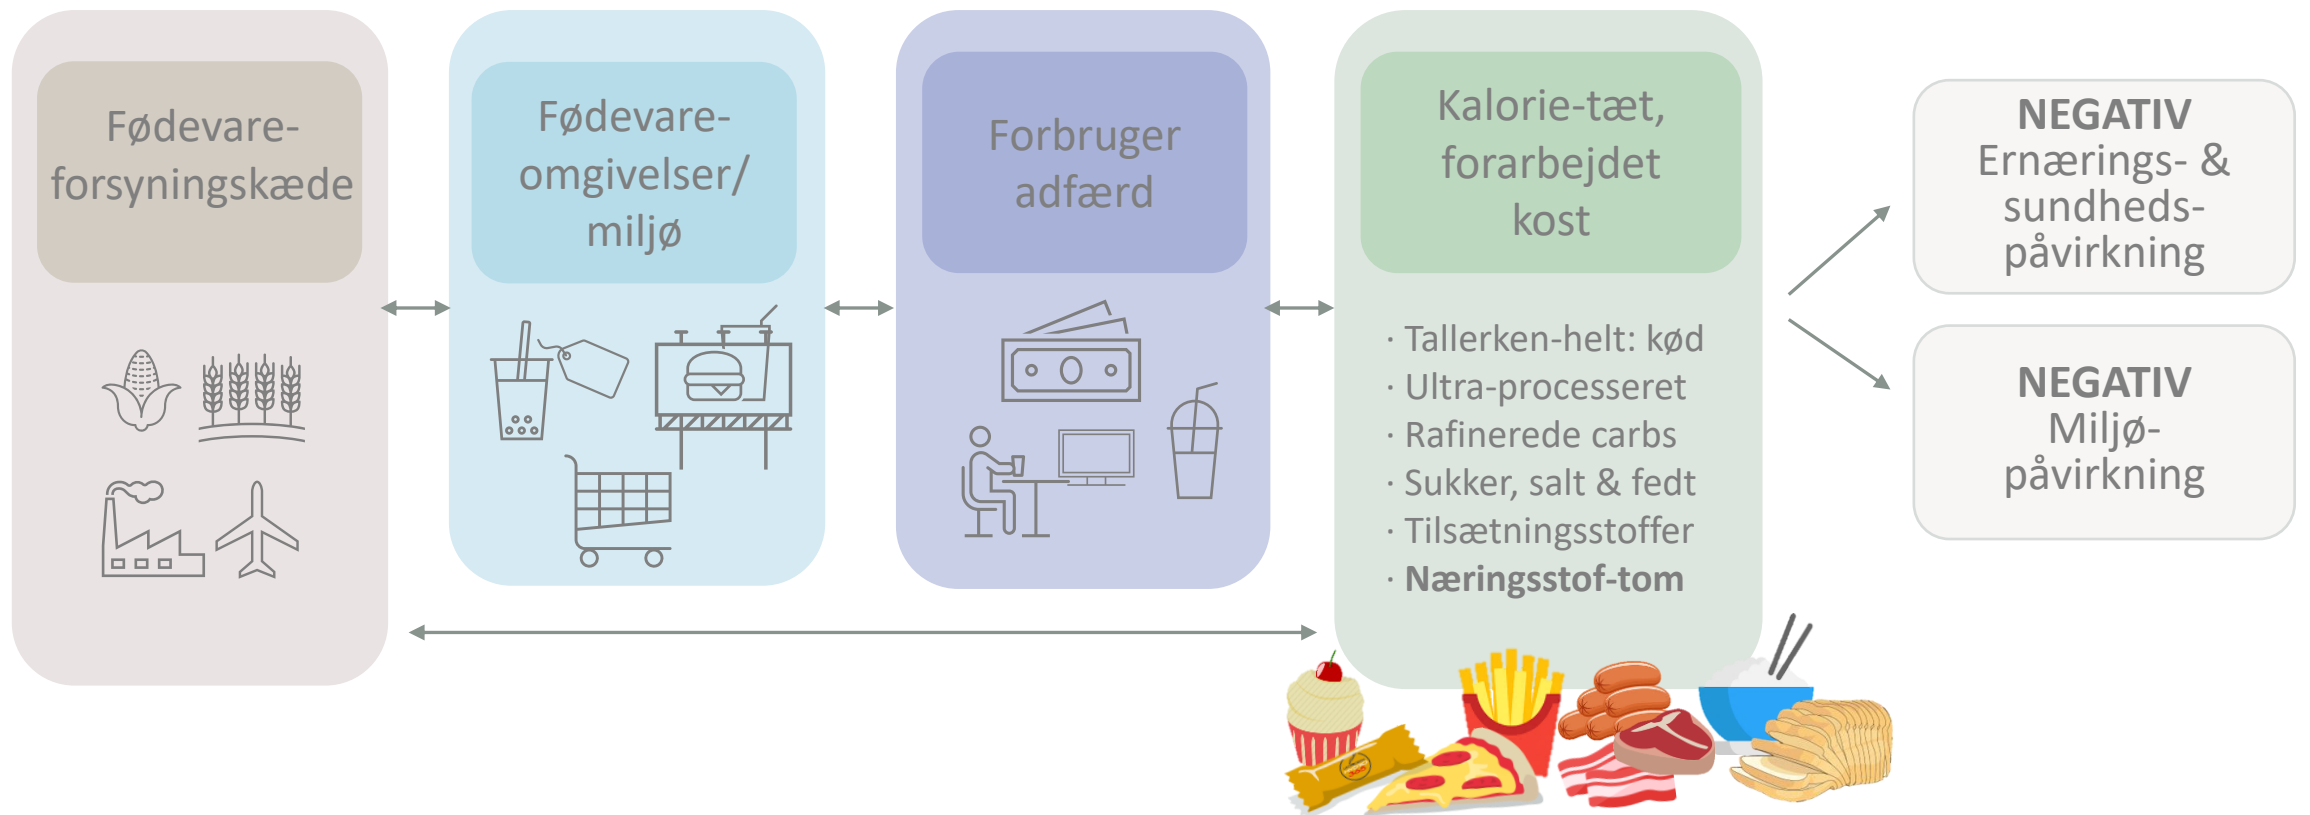 Fødevare-
forsyningskæde
Fødevare-
omgivelser/
miljø
Forbruger
adfærd
Kalorie-tæt,
forarbejdet
kost
· Tallerken-helt: kød
· Ultra-processeret
· Rafinerede carbs
· Sukker, salt & fedt
· Tilsætningsstoffer
· Næringsstof-tom
NEGATIV
Ernærings- &
sundheds-
påvirkning
NEGATIV
Miljø-
påvirkning